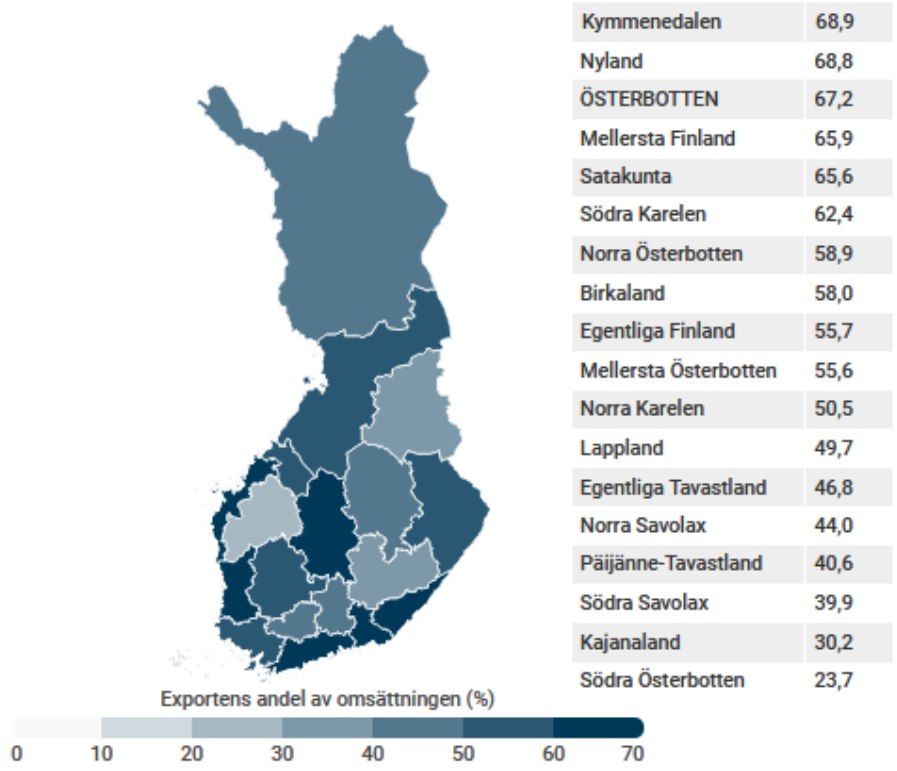 Kymmenedalen 68,9
Nyland 68,8
ÖSTERBOTTEN 67,2
Mellersta Finland 65,9
Satakunta 65,6
Södra Karelen 62,4
Norra Österbotten 58,9
Birkaland 58,0
Egentliga Finland 55,7
Mellersta Österbotten 55,6
Norra Karelen 50,5
Lappland 49,7
Egentliga Tavastland 46,8
Norra Savolax 44,0
Päijänne-Tavastland 40,6
Södra Savolax 39,9
Kajanaland 30,2
Södra Österbotten 23,7
Exportens andel av omsättningen (%)
0 10 20 30 40 50 60 70